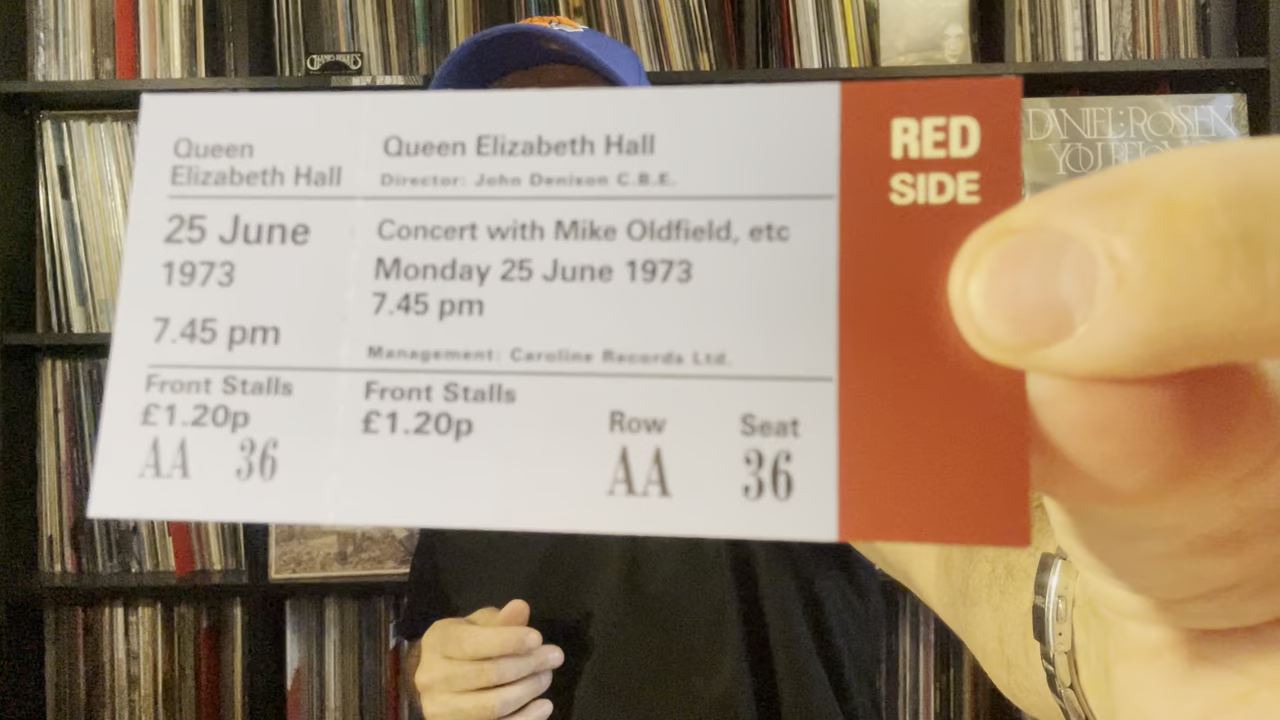 Queen
Elizabeth Hall
25 June
1973
7.45 pm
Front Stalls
£1.20p
AA 36
Queen Elizabeth Hall
Director: John Denison C.B.E.
Concert with Mike Oldfield, etc
Monday 25 June 1973
7.45 pm
Management: Caroline Records Ltd.
Front Stalls
£1.20p
Row
AA
Seat
36
RED
SIDE
DANIEL ROSSEN